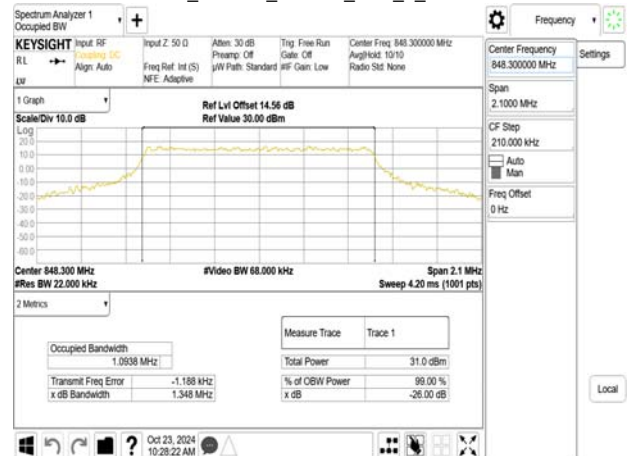 Spectrum Analyzer 1
Occupied BW
Frequency
KEYSIGHT
Input: RF
Coupling: DC
Align: Auto
RL
Input Z: 50 Ω
Freq Ref: Int (S)
NFE: Adaptive
Atten: 30 dB
Preamp: Off
µW Path: Standard
Trig: Free Run
Gate: Off
#IF Gain: Low
Center Freq: 848.300000 MHz
Avg|Hold: 10/10
Radio Std: None
Center Frequency
848.300000 MHz
Settings
Span
2.1000 MHz
CF Step
210.000 kHz
Auto
Man
Freq Offset
0 Hz
Local
1 Graph
Scale/Div 10.0 dB
Ref Lvl Offset 14.56 dB
Ref Value 30.00 dBm
Log
20.0
10.0
0.00
-10.0
-20.0
-30.0
-40.0
-50.0
-60.0
Center 848.300 MHz
#Res BW 22.000 kHz
#Video BW 68.000 kHz
Span 2.1 MHz
Sweep 4.20 ms (1001 pts)
2 Metrics
Measure Trace Trace 1
Occupied Bandwidth
1.0938 MHz
Total Power 31.0 dBm
Transmit Freq Error -1.188 kHz
% of OBW Power 99.00 %
x dB Bandwidth 1.348 MHz
x dB -26.00 dB
Oct 23, 2024
10:28:22 AM